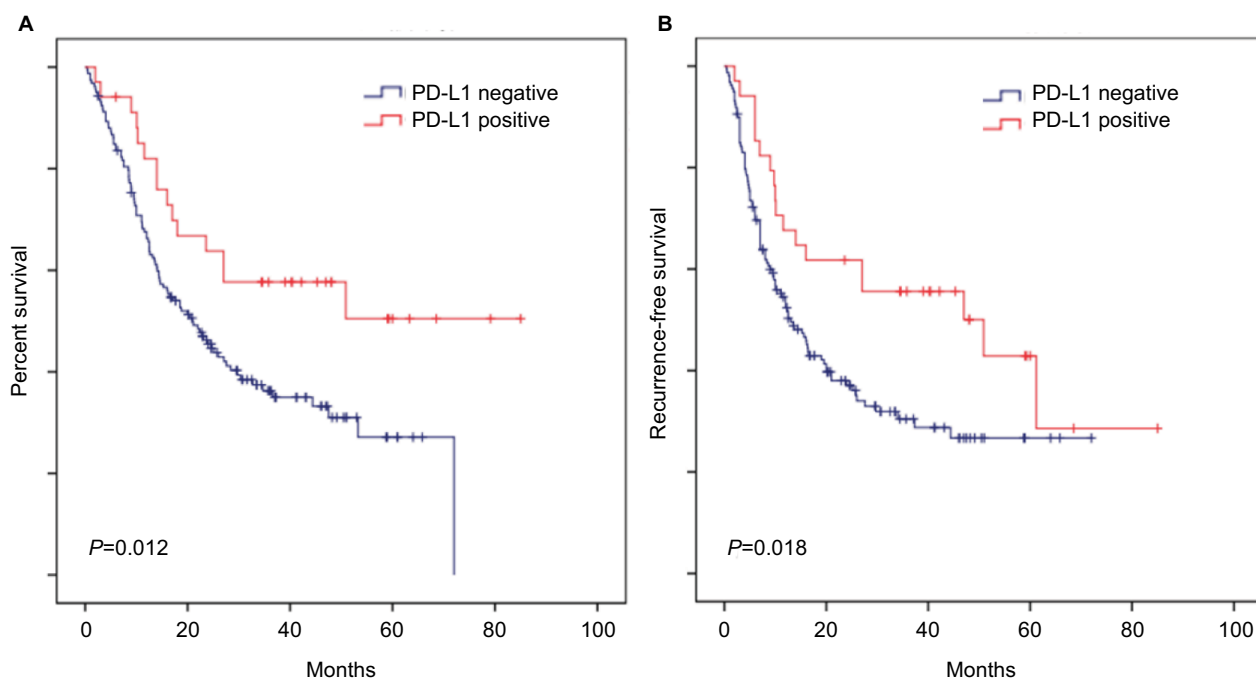 A
PD-L1 negative
PD-L1 positive
Percent survival
P=0.012
0 20 40 60 80 100
Months
B
PD-L1 negative
PD-L1 positive
Recurrence-free survival
P=0.018
0 20 40 60 80 100
Months